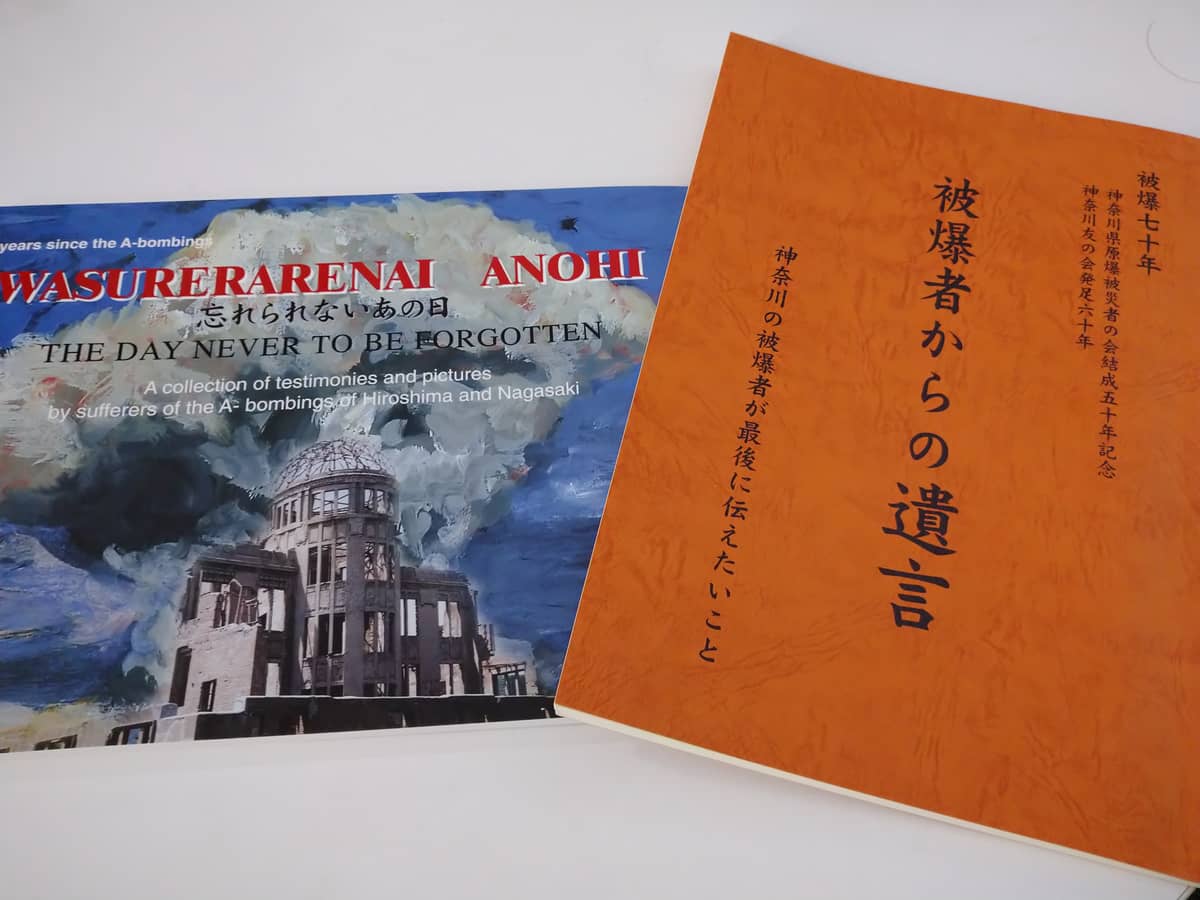 years since the A-bombings
WASURERARENAI ANOHI
忘れられないあの日
THE DAY NEVER TO BE FORGOTTEN
A collection of testimonies and pictures
by sufferers of the A- bombings of Hiroshima and Nagasaki
被爆七十年
神奈川県原爆被災者の会結成五十年記念
神奈川友の会発足六十年
被爆者からの遺言
神奈川の被爆者が最後に伝えたいこと